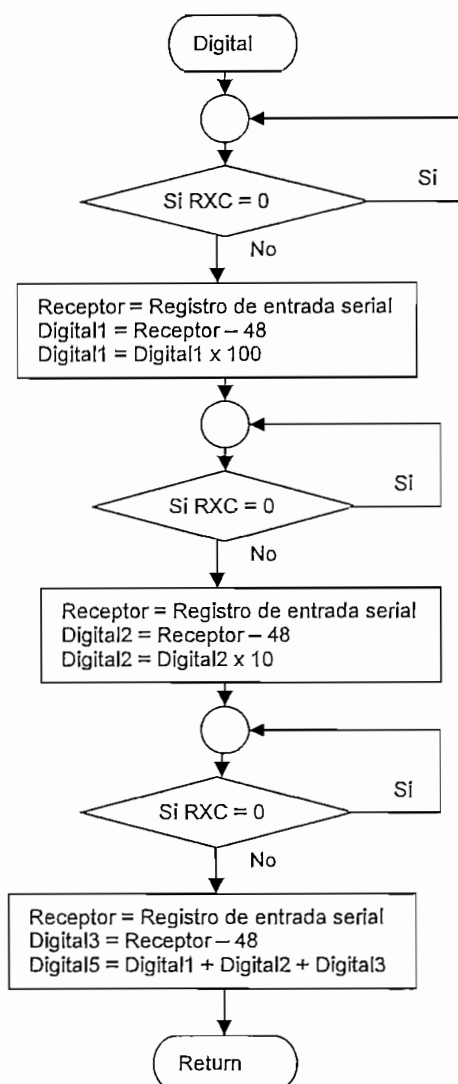 Digital
Si RXC = 0
Si
No
Receptor = Registro de entrada serial
Digital1 = Receptor – 48
Digital1 = Digital1 x 100
Si RXC = 0
Si
No
Receptor = Registro de entrada serial
Digital2 = Receptor – 48
Digital2 = Digital2 x 10
Si RXC = 0
Si
No
Receptor = Registro de entrada serial
Digital3 = Receptor – 48
Digital5 = Digital1 + Digital2 + Digital3
Return